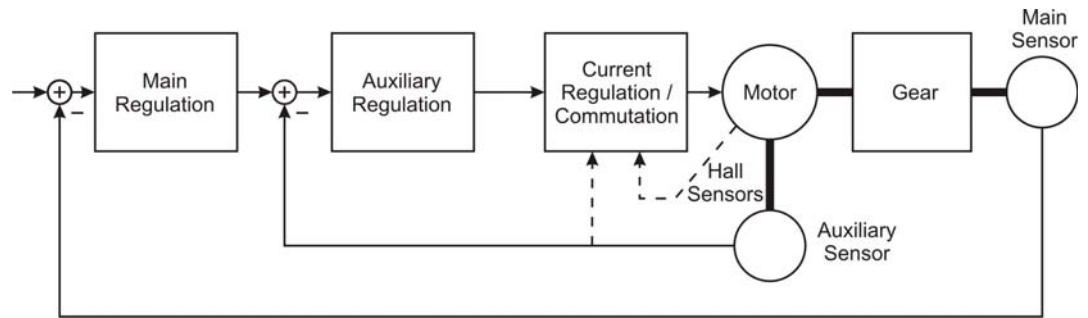 Main
Sensor
Main
Regulation
Auxiliary
Regulation
Current
Regulation /
Commutation
Motor
Gear
Hall
Sensors
Auxiliary
Sensor
+
−
+
−